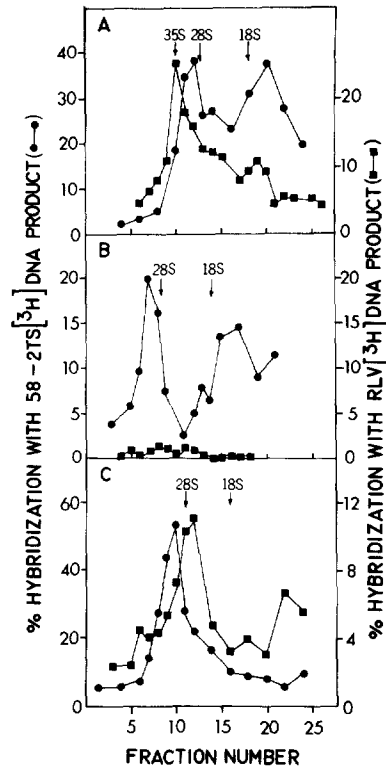 A
35S 28S 18S
40
30
20
10
0
20
10
0
B
28S 18S
20
15
10
5
0
20
15
10
5
0
C
28S 18S
60
40
20
0
12
8
4
0
5 10 15 20 25
FRACTION NUMBER
% HYBRIDIZATION WITH 58-2TS[³H] DNA PRODUCT (●)
% HYBRIDIZATION WITH RLV[³H] DNA PRODUCT (■)